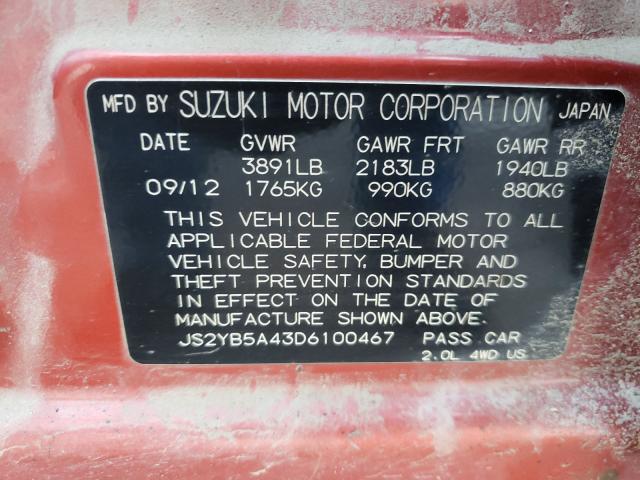 MFD BY SUZUKI MOTOR CORPORATION JAPAN
DATE GVWR GAWR FRT GAWR RR
3891LB 2183LB 1940LB
09/12 1765KG 990KG 880KG
THIS VEHICLE CONFORMS TO ALL
APPLICABLE FEDERAL MOTOR
VEHICLE SAFETY, BUMPER AND
THEFT PREVENTION STANDARDS
IN EFFECT ON THE DATE OF
MANUFACTURE SHOWN ABOVE.
JS2YB5A43D6100467 PASS CAR
2.0L 4WD US